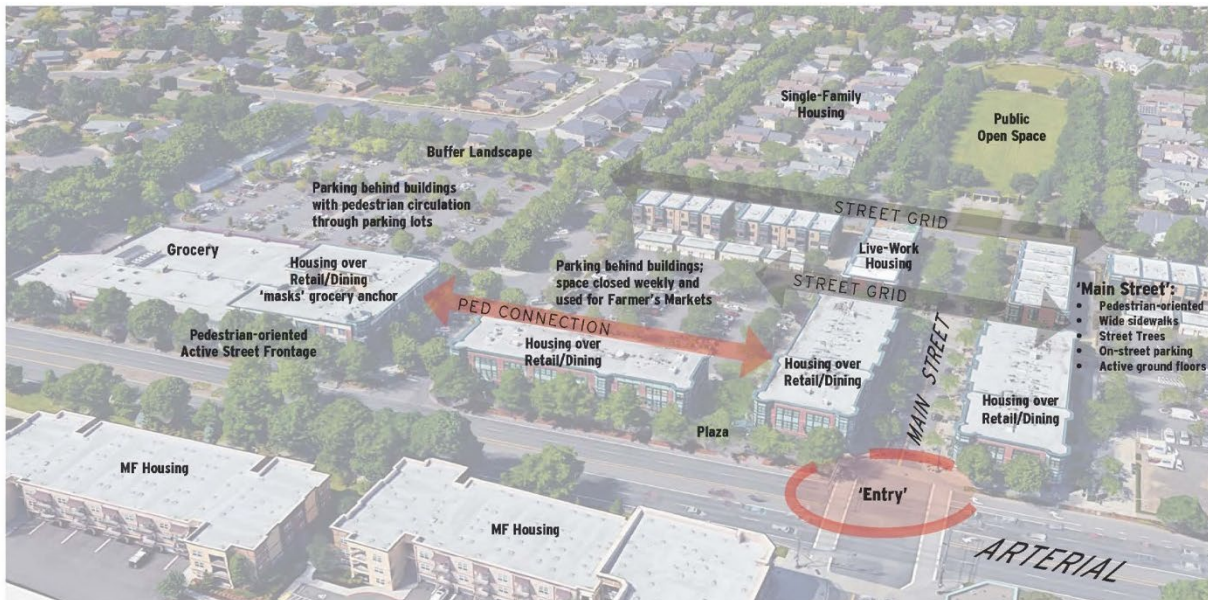 Single-Family
Housing
Public
Open Space
Buffer Landscape
Parking behind buildings
with pedestrian circulation
through parking lots
STREET GRID
Grocery
Housing over
Retail/Dining
'masks' grocery anchor
Live-Work
Housing
Parking behind buildings;
space closed weekly and
used for Farmer's Markets
STREET GRID
'Main Street':
• Pedestrian-oriented
• Wide sidewalks
• Street Trees
• On-street parking
• Active ground floors
PED CONNECTION
Pedestrian-oriented
Active Street Frontage
Housing over
Retail/Dining
Housing over
Retail/Dining
MAIN STREET
Housing over
Retail/Dining
Plaza
MF Housing
'Entry'
MF Housing
ARTERIAL